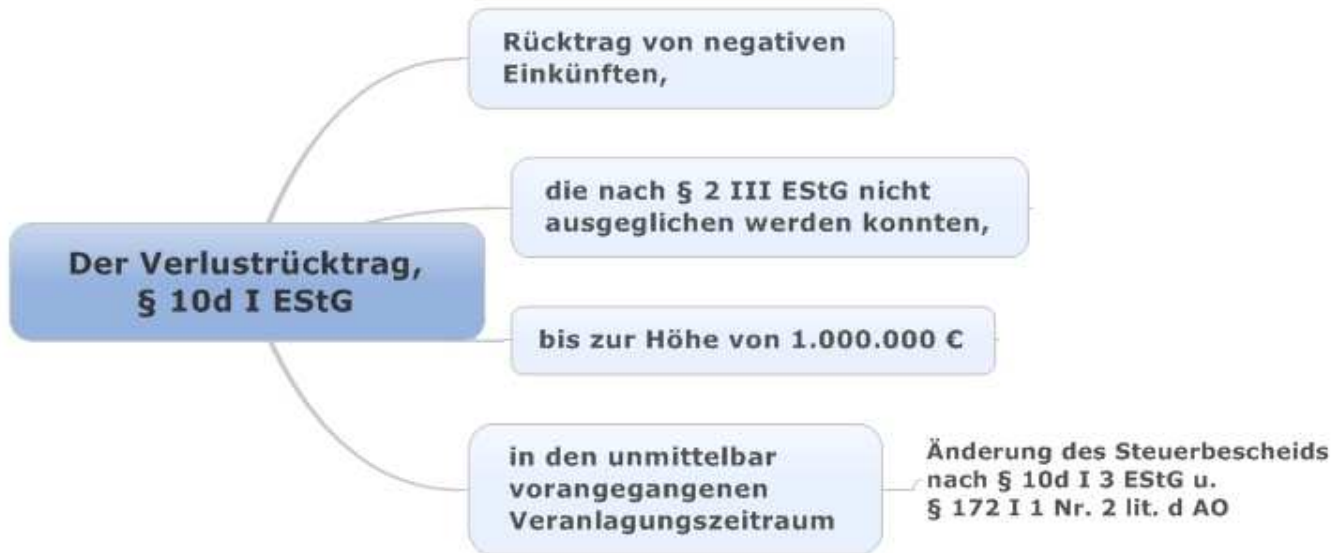 Der Verlustrücktrag,
§ 10d I EStG
Rücktrag von negativen
Einkünften,
die nach § 2 III EStG nicht
ausgeglichen werden konnten,
bis zur Höhe von 1.000.000 €
in den unmittelbar
vorangegangenen
Veranlagungszeitraum
Änderung des Steuerbescheids
nach § 10d I 3 EStG u.
§ 172 I 1 Nr. 2 lit. d AO